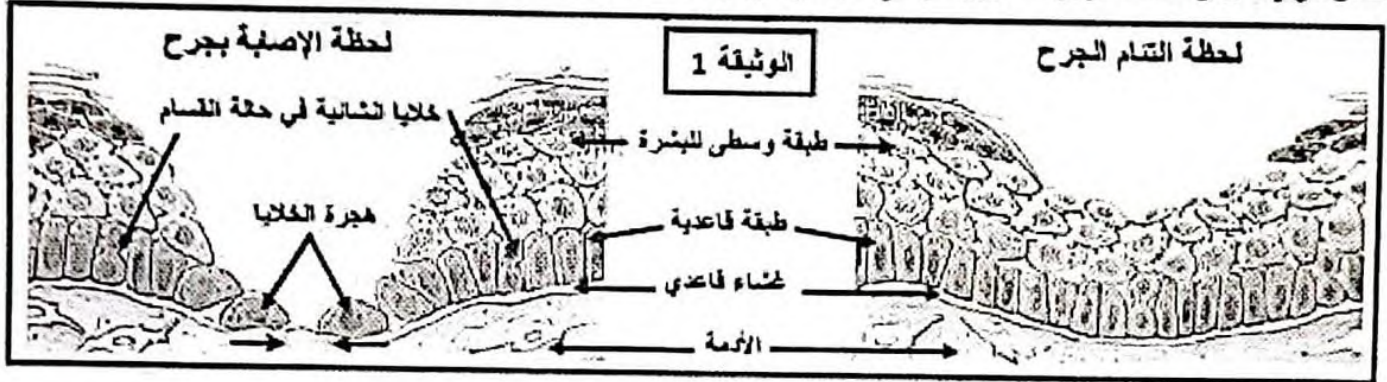 لحظة الإصابة بجرح
الوثيقة 1
لحظة التئام الجرح
خلايا انشائية في حالة انقسام
طبقة وسطى للبشرة
هجرة الخلايا
طبقة قاعدية
غشاء قاعدي
الأدمة